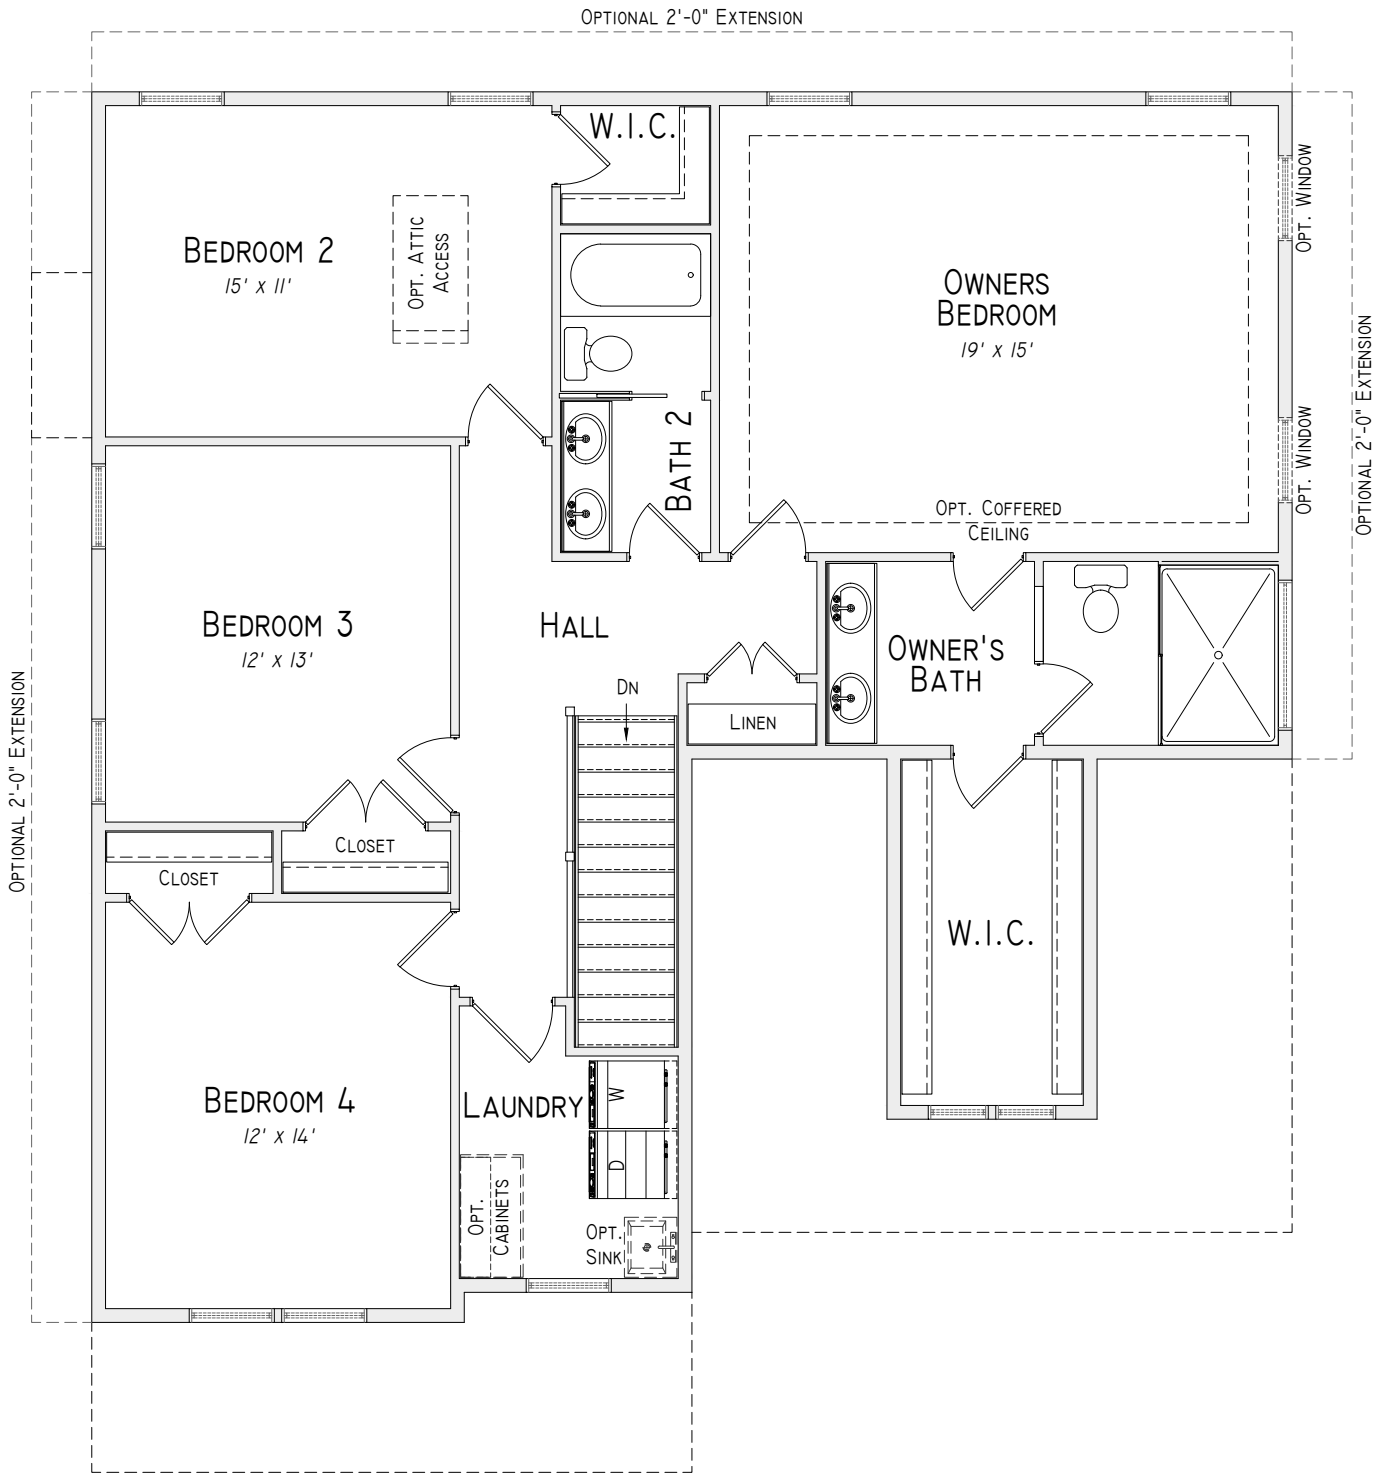 OPTIONAL 2'-0" EXTENSION
W.I.C.
OPT. WINDOW
BEDROOM 2
15' X 11'
OPT. ATTIC
ACCESS
OWNERS
BEDROOM
19' X 15'
OPTIONAL 2'-0" EXTENSION
BATH 2
OPT. WINDOW
OPT. COFFERED
CEILING
BEDROOM 3
12' X 13'
HALL
OWNER'S
BATH
DN
LINEN
OPTIONAL 2'-0" EXTENSION
CLOSET
CLOSET
W.I.C.
BEDROOM 4
12' X 14'
LAUNDRY
W
D
OPT.
CABINETS
OPT.
SINK